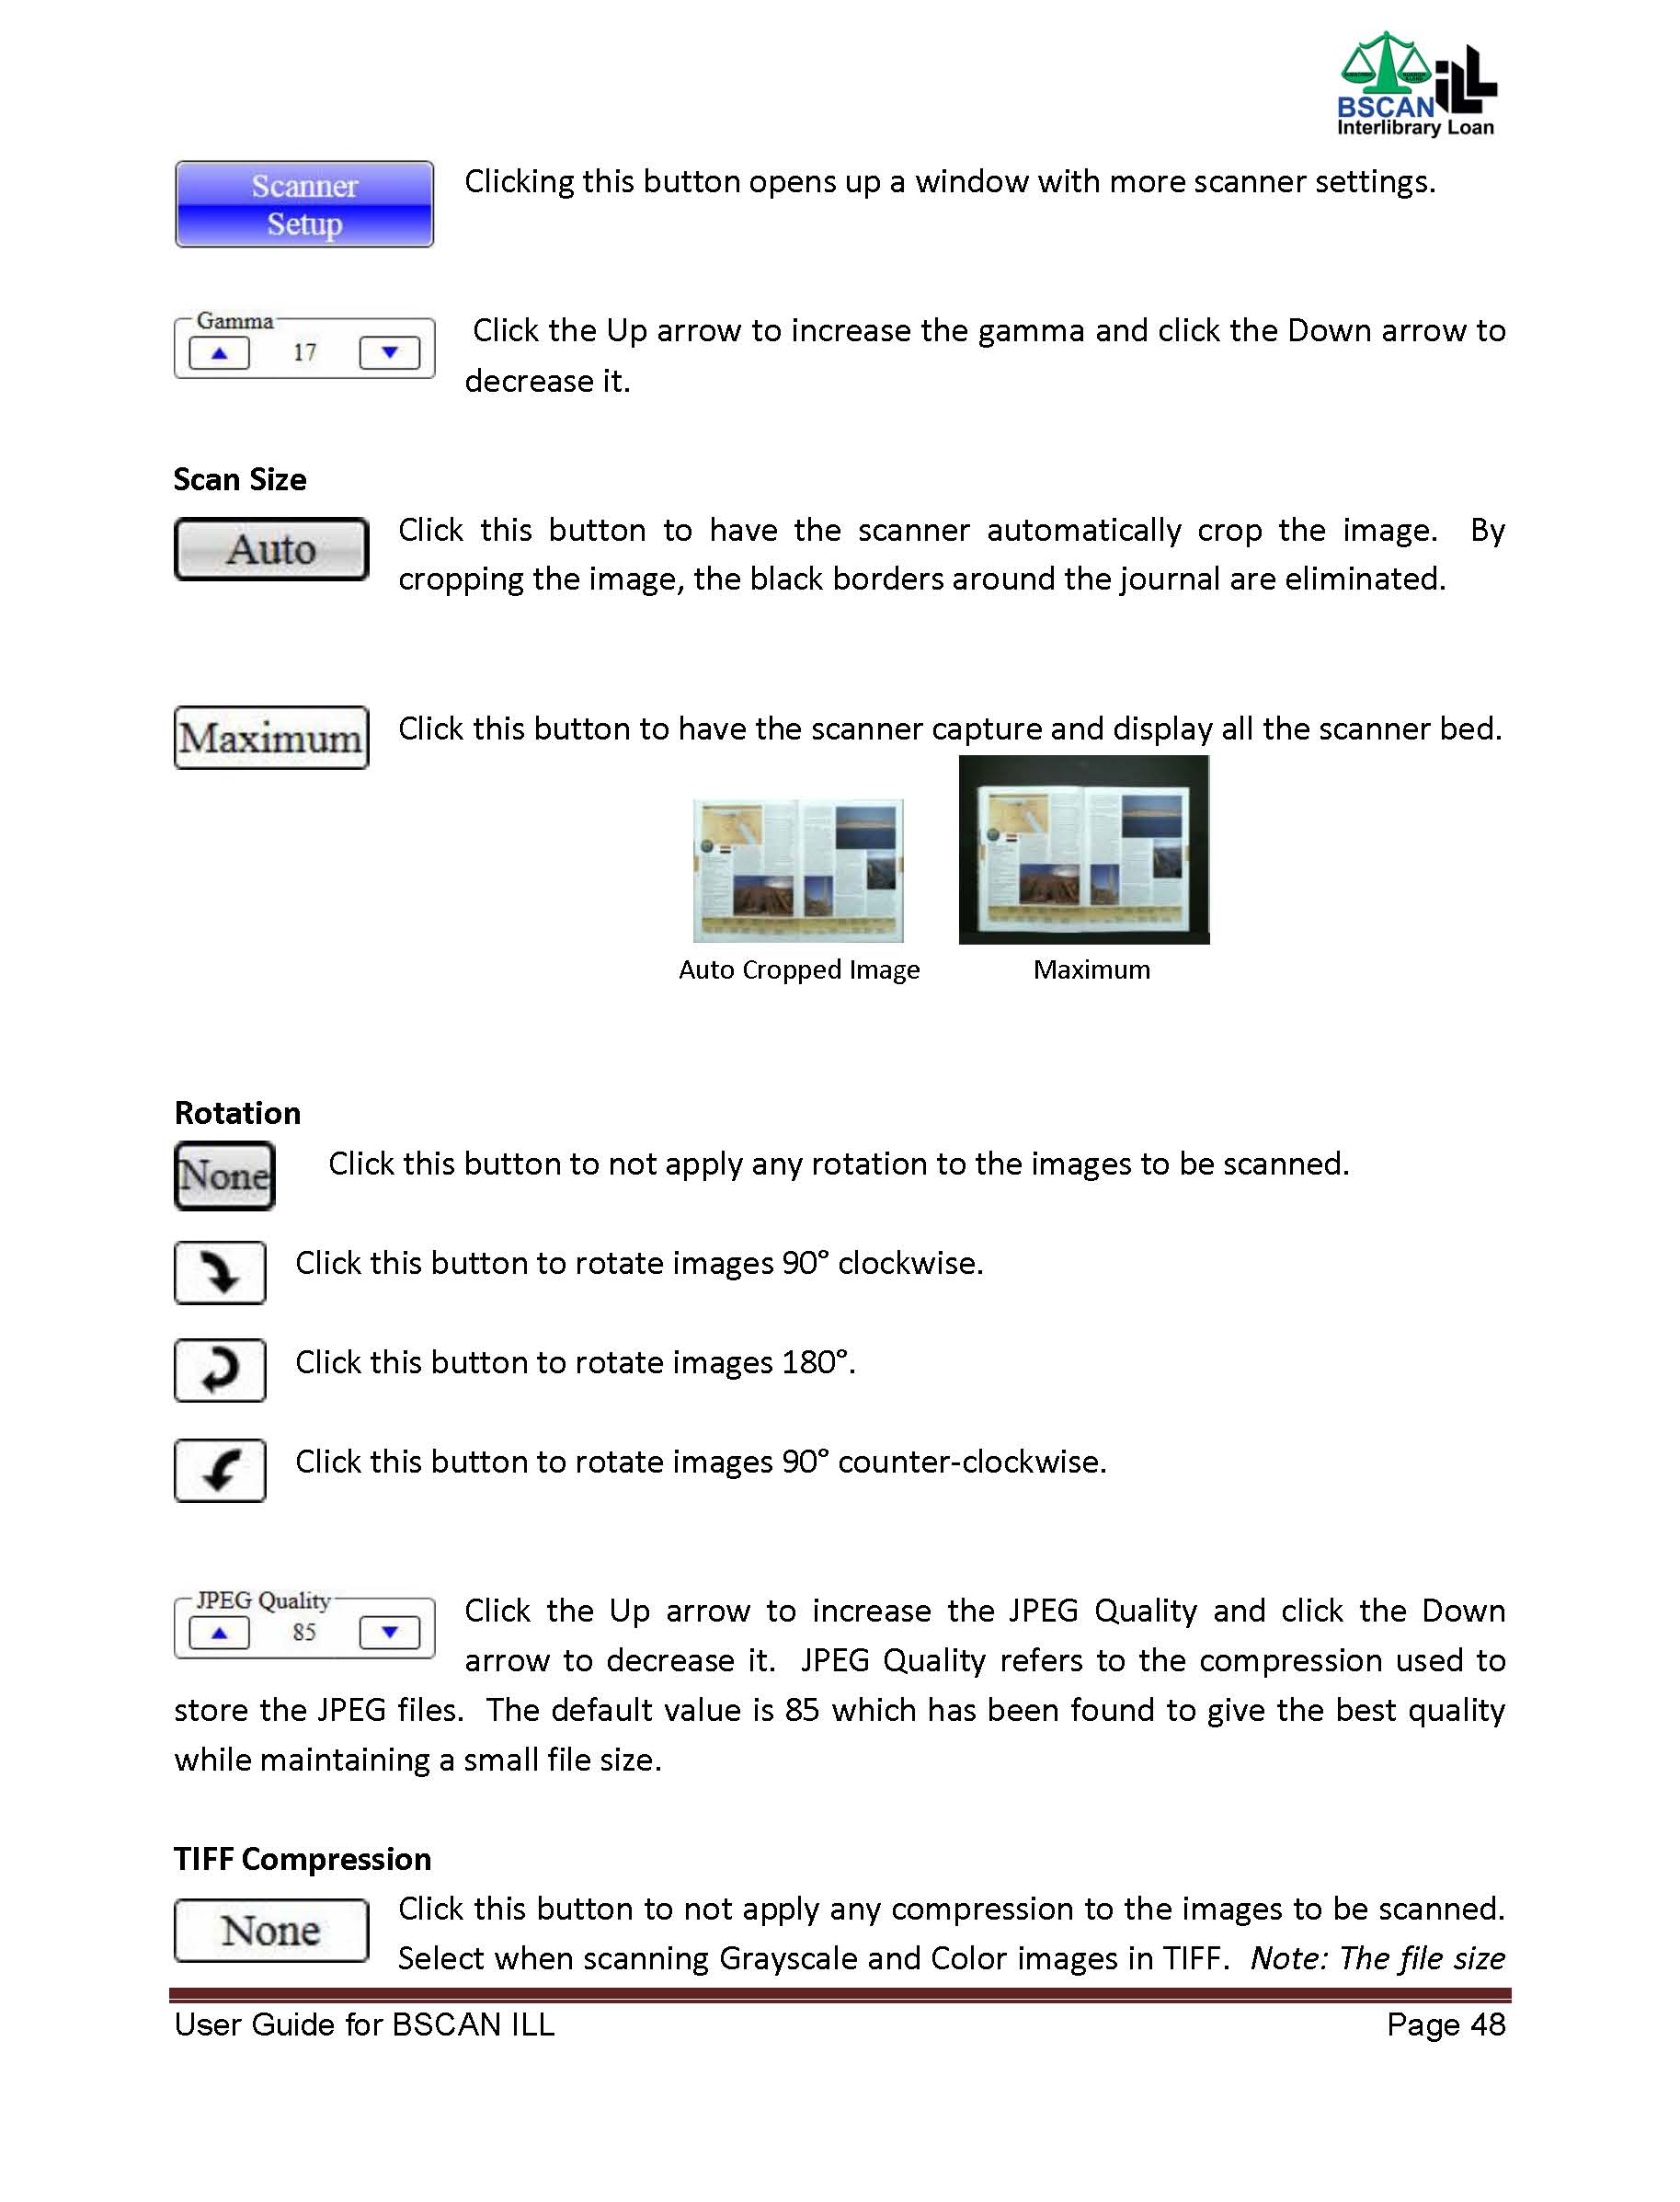 BSCAN ILL
Interlibrary Loan
Scanner
Setup
Clicking this button opens up a window with more scanner settings.
Gamma
17
Click the Up arrow to increase the gamma and click the Down arrow to
decrease it.
Scan Size
Auto
Click this button to have the scanner automatically crop the image. By
cropping the image, the black borders around the journal are eliminated.
Maximum
Click this button to have the scanner capture and display all the scanner bed.
Auto Cropped Image
Maximum
Rotation
None
Click this button to not apply any rotation to the images to be scanned.
Click this button to rotate images 90° clockwise.
Click this button to rotate images 180°.
Click this button to rotate images 90° counter-clockwise.
JPEG Quality
85
Click the Up arrow to increase the JPEG Quality and click the Down
arrow to decrease it. JPEG Quality refers to the compression used to
store the JPEG files. The default value is 85 which has been found to give the best quality
while maintaining a small file size.
TIFF Compression
None
Click this button to not apply any compression to the images to be scanned.
Select when scanning Grayscale and Color images in TIFF. Note: The file size
User Guide for BSCAN ILL
Page 48